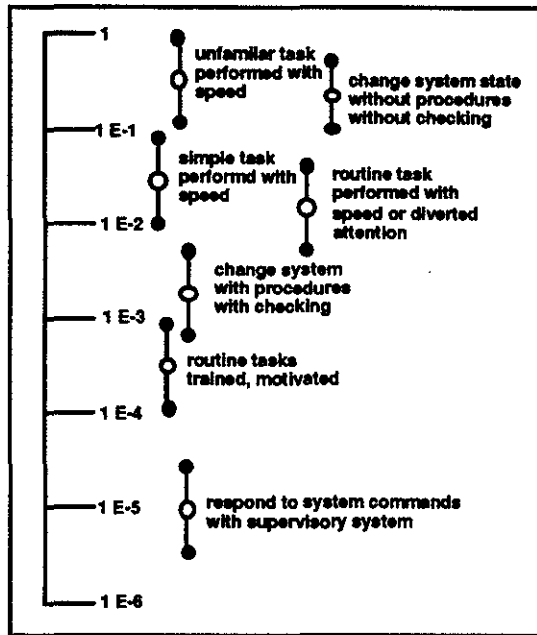 1
unfamilar task
performed with
speed
change system state
without procedures
without checking
1 E-1
simple task
performd with
speed
routine task
performed with
speed or diverted
attention
1 E-2
change system
with procedures
with checking
1 E-3
routine tasks
trained, motivated
1 E-4
1 E-5
respond to system commands
with supervisory system
1 E-6